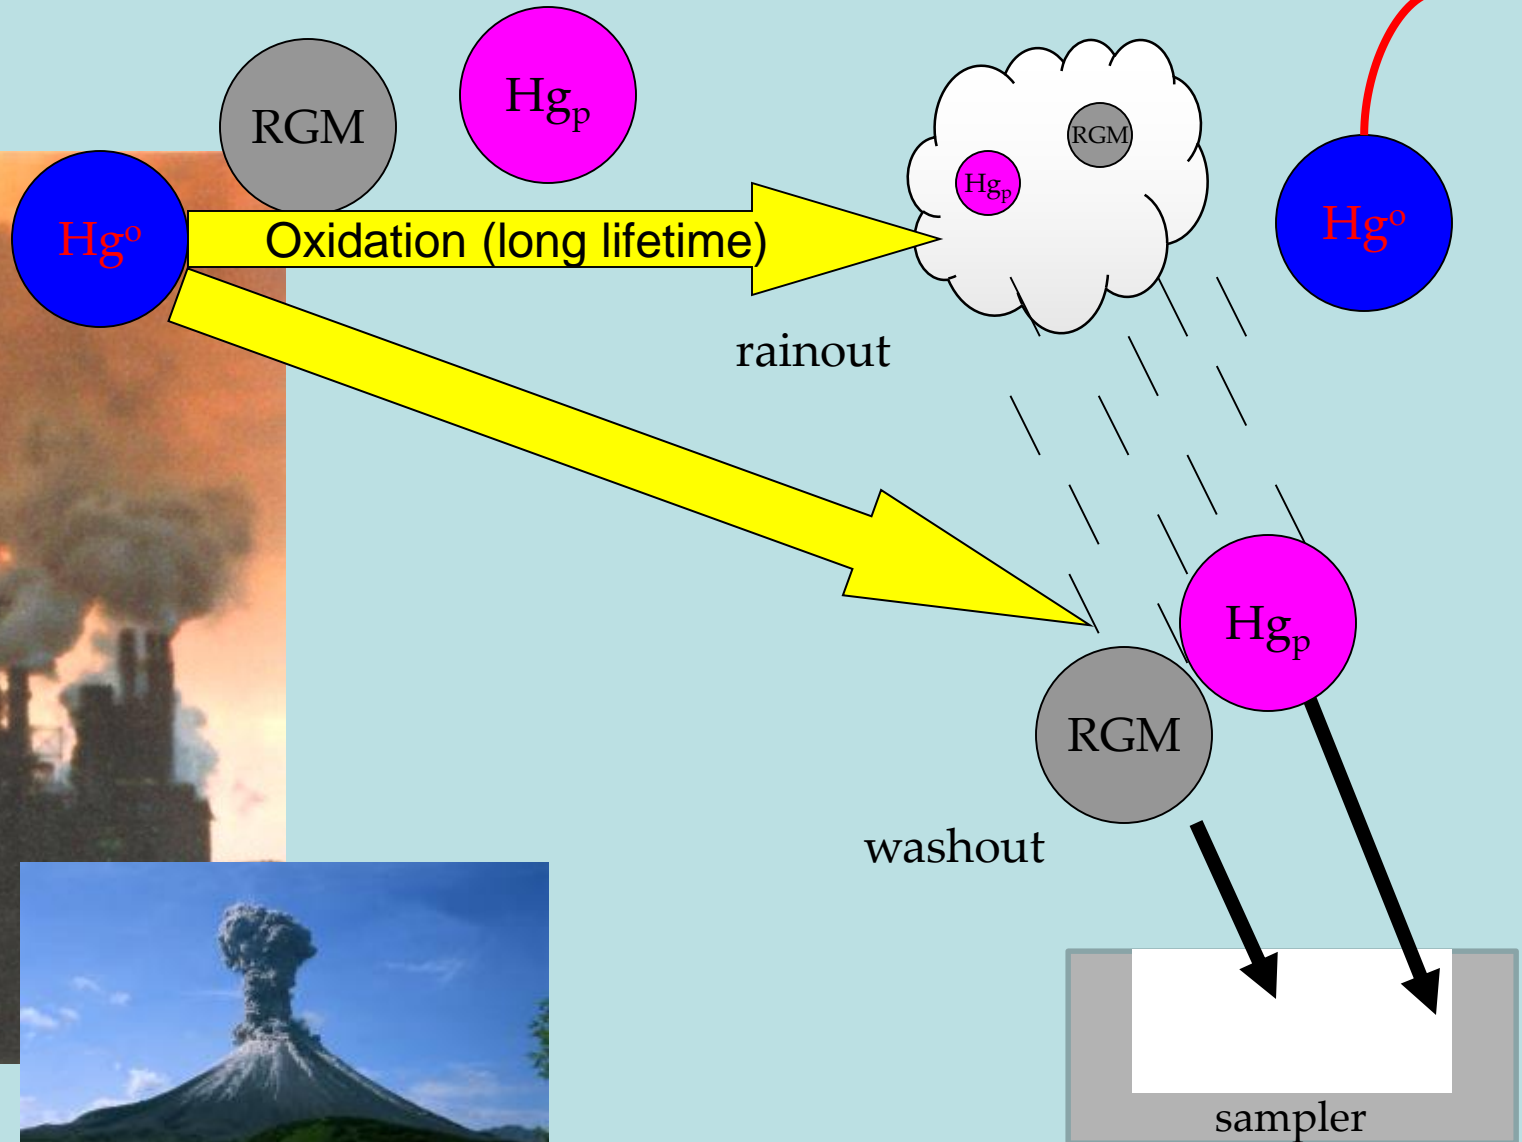 Hgₚ
RGM
RGM
Hgₚ
Hgº
Hgº
Oxidation (long lifetime)
rainout
Hgₚ
RGM
washout
sampler